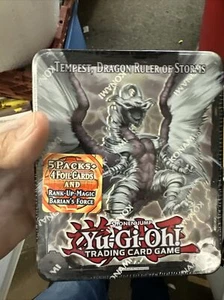 Tempest, Dragon Ruler of Storms
5 Packs+
4 Foil Cards
and
Rank-Up-Magic
Barian's Force
SHONEN JUMP
Yu-Gi-Oh!
TRADING CARD GAME
KONAMI